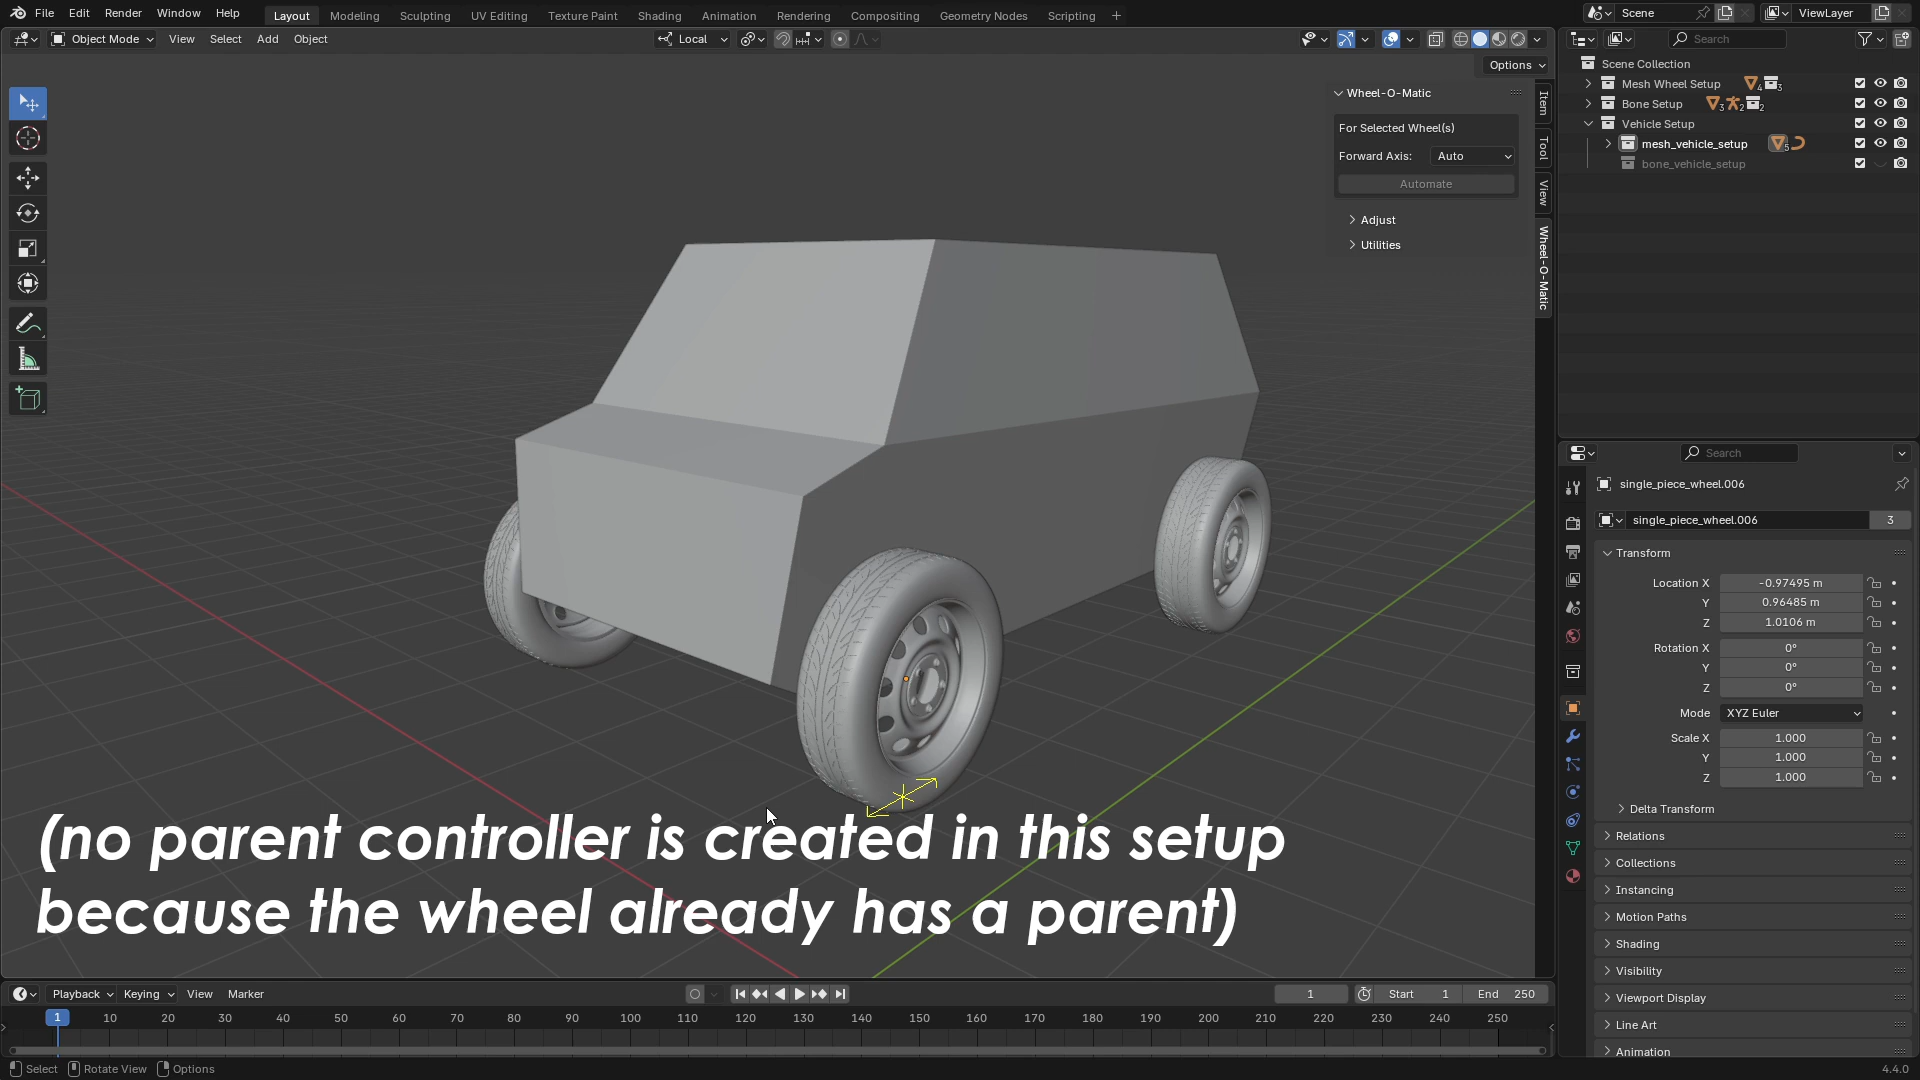 File Edit Render Window Help Layout Modeling Sculpting UV Editing Texture Paint Shading Animation Rendering Compositing Geometry Nodes Scripting + Scene ViewLayer
Object Mode View Select Add Object Local Search
Options
Scene Collection
Mesh Wheel Setup 4 3
Bone Setup 3 2 2
Vehicle Setup
mesh_vehicle_setup 5
bone_vehicle_setup
Wheel-O-Matic
For Selected Wheel(s)
Forward Axis: Auto
Automate
Adjust
Utilities
Item
Tool
View
Wheel-O-Matic
Search
single_piece_wheel.006
single_piece_wheel.006 3
Transform
Location X -0.97495 m
Y 0.96485 m
Z 1.0106 m
Rotation X 0°
Y 0°
Z 0°
Mode XYZ Euler
Scale X 1.000
Y 1.000
Z 1.000
Delta Transform
Relations
Collections
Instancing
Motion Paths
Shading
Visibility
Viewport Display
Line Art
Animation
(no parent controller is created in this setup
because the wheel already has a parent)
Playback Keying View Marker 1 Start 1 End 250
1 10 20 30 40 50 60 70 80 90 100 110 120 130 140 150 160 170 180 190 200 210 220 230 240 250
Select Rotate View Options 4.4.0